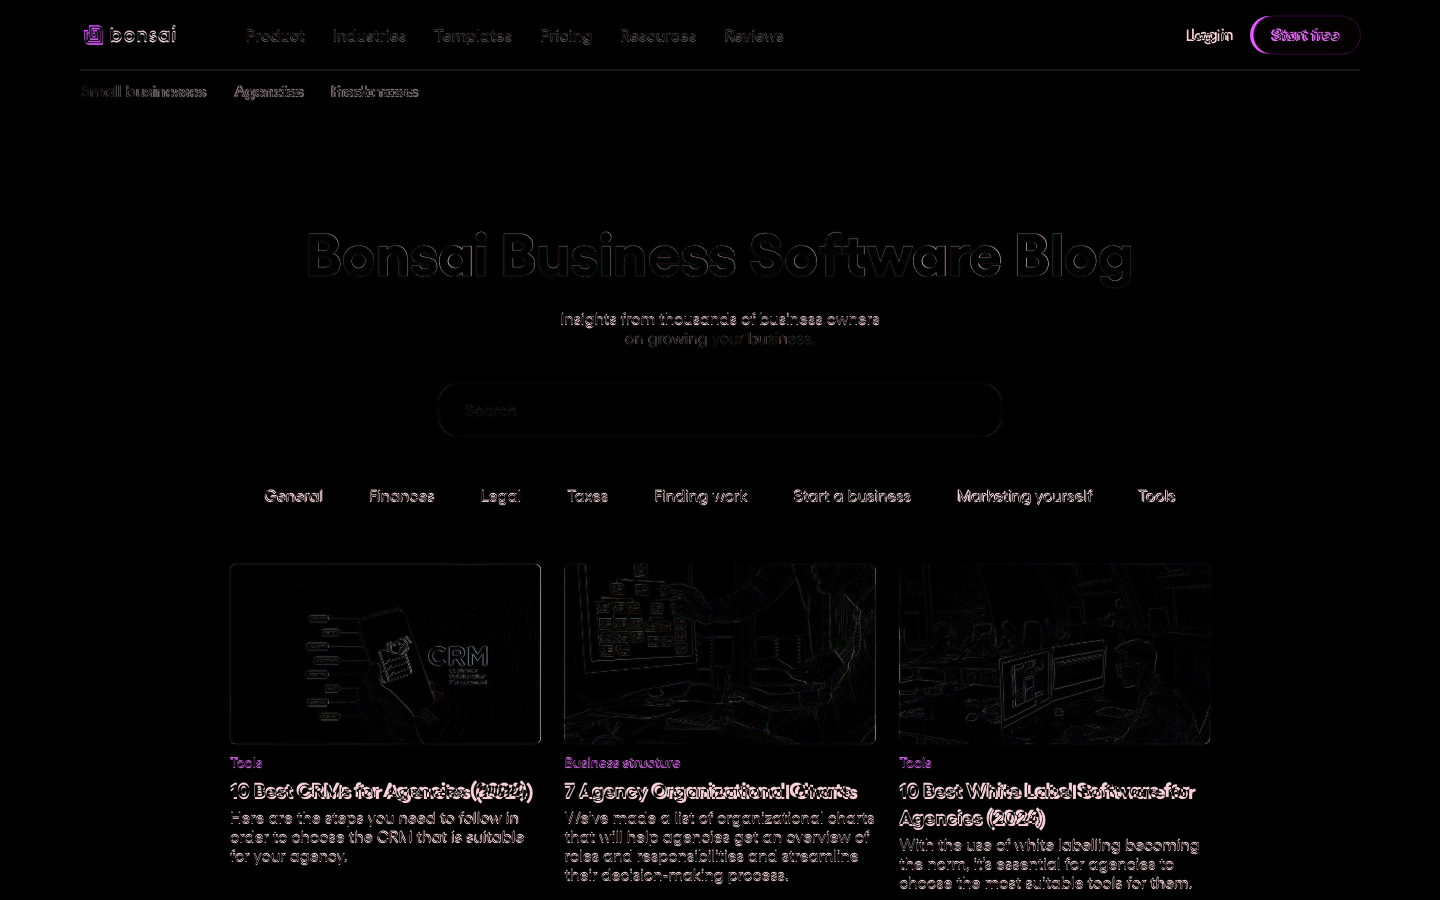 bonsai
Product Industries Templates Pricing Resources Reviews
Login Start free
Small businesses Agencies Freelancers
Bonsai Business Software Blog
Insights from thousands of business owners
on growing your business.
Search
General Finances Legal Taxes Finding work Start a business Marketing yourself Tools
CRM
Tools
10 Best CRMs for Agencies (2024)
Here are the steps you need to follow in
order to choose the CRM that is suitable
for your agency.
Business structure
7 Agency Organizational Charts
We've made a list of organizational charts
that will help agencies get an overview of
roles and responsibilities and streamline
their decision-making process.
Tools
10 Best White Label Software for
Agencies (2024)
With the use of white labelling becoming
the norm, it's essential for agencies to
choose the most suitable tools for them.